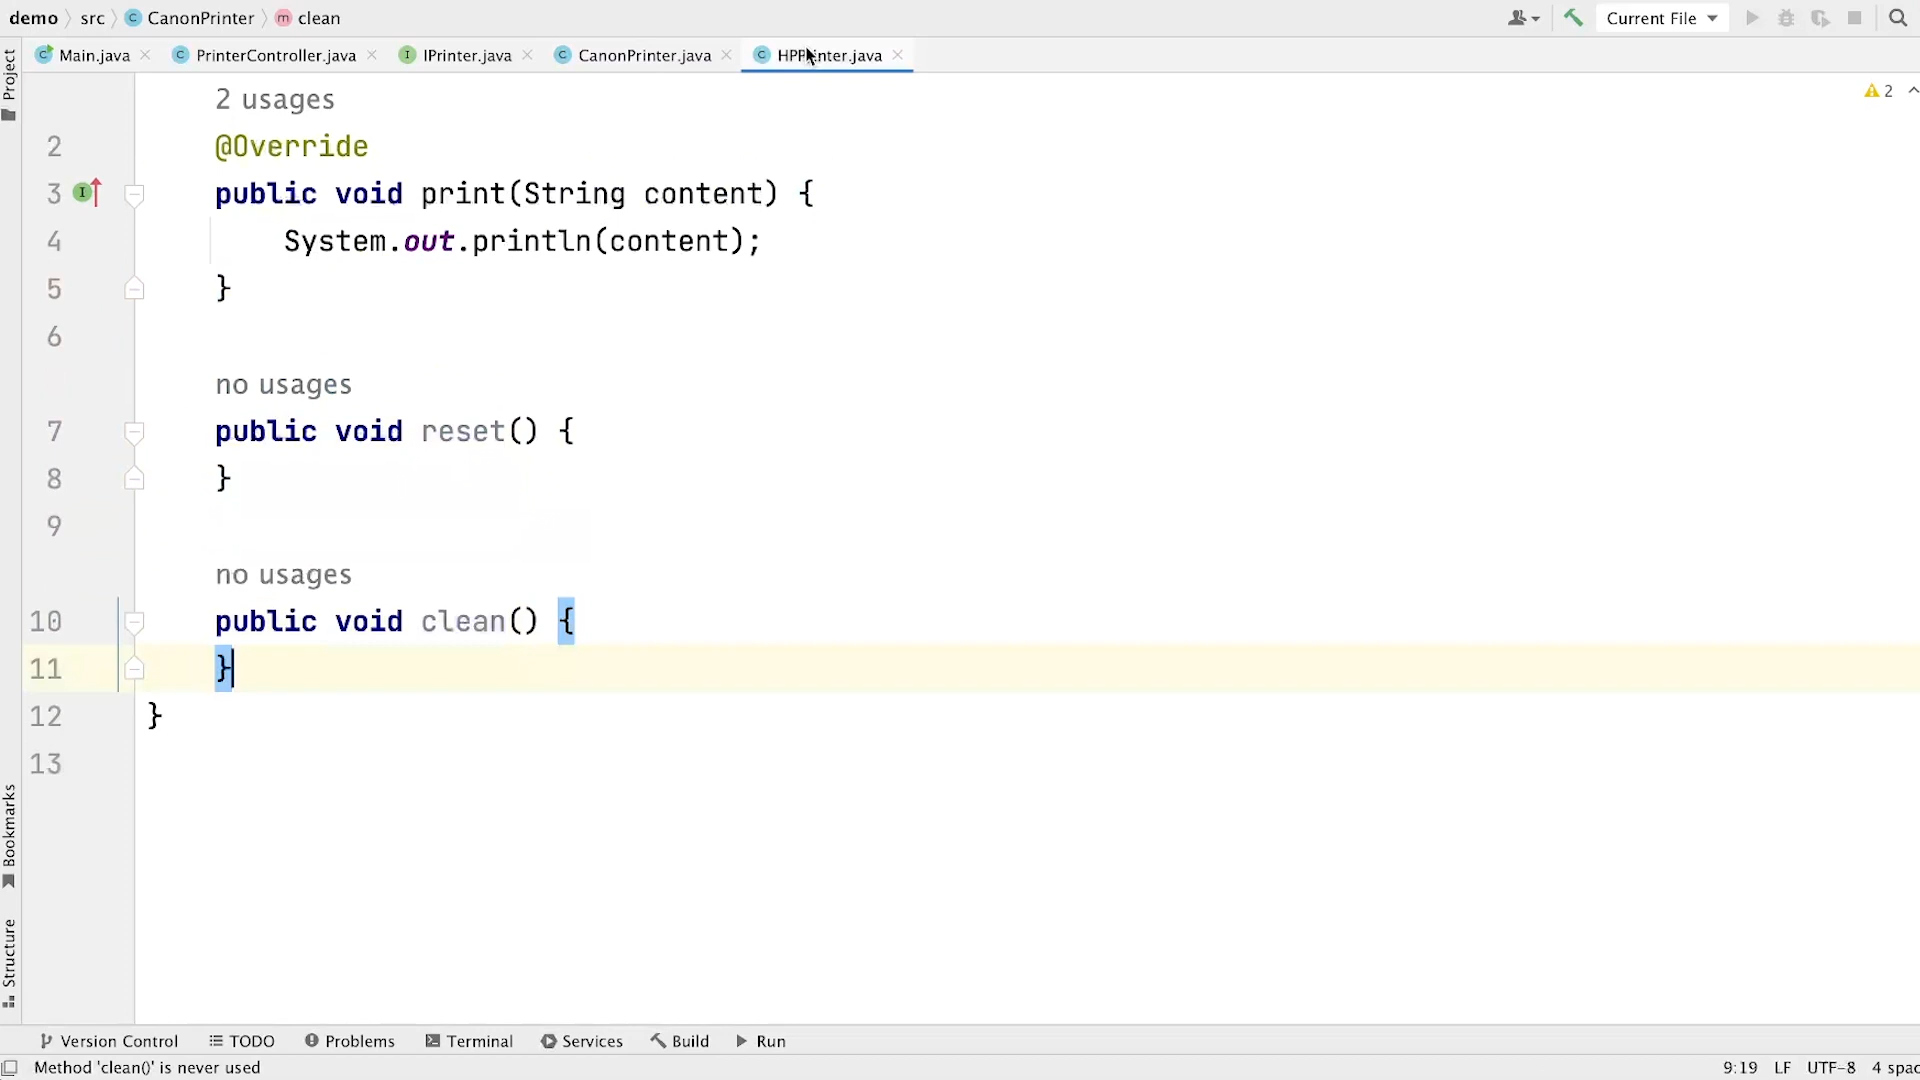 demo src CanonPrinter clean Current File
Main.java PrinterController.java IPrinter.java CanonPrinter.java HPPrinter.java
Project
2 usages
2
2 @Override
3 public void print(String content) {
4 System.out.println(content);
5 }
6
no usages
7 public void reset() {
8 }
9
no usages
10 public void clean() {
11 }
12 }
13
Bookmarks
Structure
Version Control TODO Problems Terminal Services Build Run
Method 'clean()' is never used 9:19 LF UTF-8 4 spac